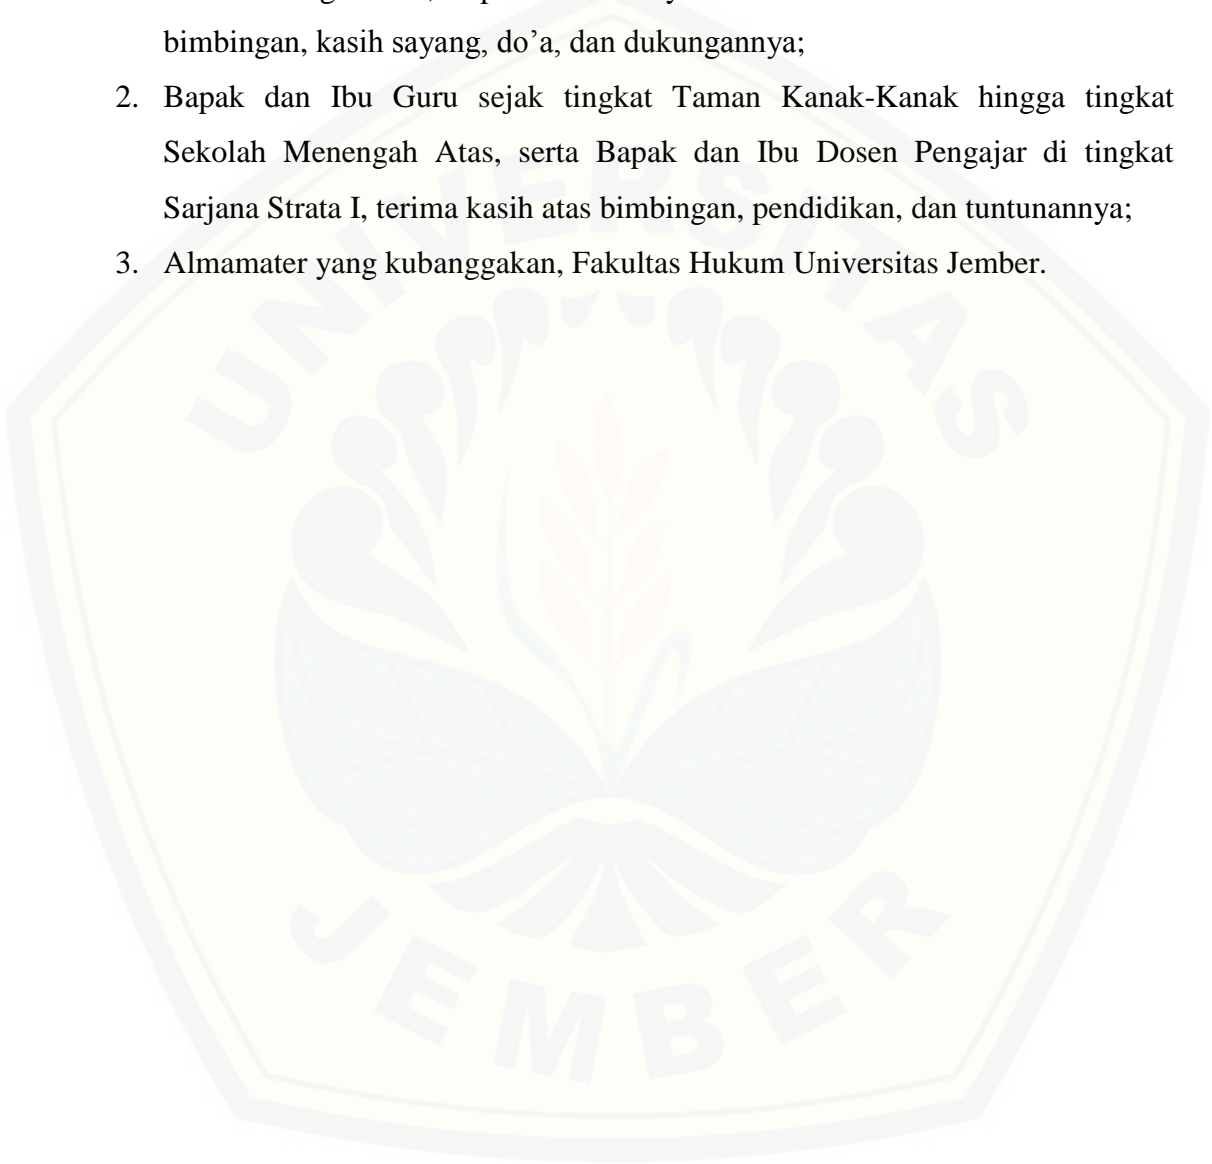 bimbingan, kasih sayang, do’a, dan dukungannya;
2. Bapak dan Ibu Guru sejak tingkat Taman Kanak-Kanak hingga tingkat
Sekolah Menengah Atas, serta Bapak dan Ibu Dosen Pengajar di tingkat
Sarjana Strata I, terima kasih atas bimbingan, pendidikan, dan tuntunannya;
3. Almamater yang kubanggakan, Fakultas Hukum Universitas Jember.
UNIVERSITAS
JEMBER